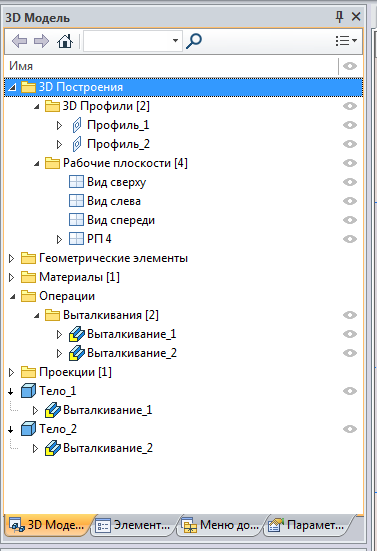 3D Модель
Имя
3D Построения
3D Профили [2]
Профиль_1
Профиль_2
Рабочие плоскости [4]
Вид сверху
Вид слева
Вид спереди
РП 4
Геометрические элементы
Материалы [1]
Операции
Выталкивания [2]
Выталкивание_1
Выталкивание_2
Проекции [1]
Тело_1
Выталкивание_1
Тело_2
Выталкивание_2
3D Моде... Элемент... Меню до... Парамет...